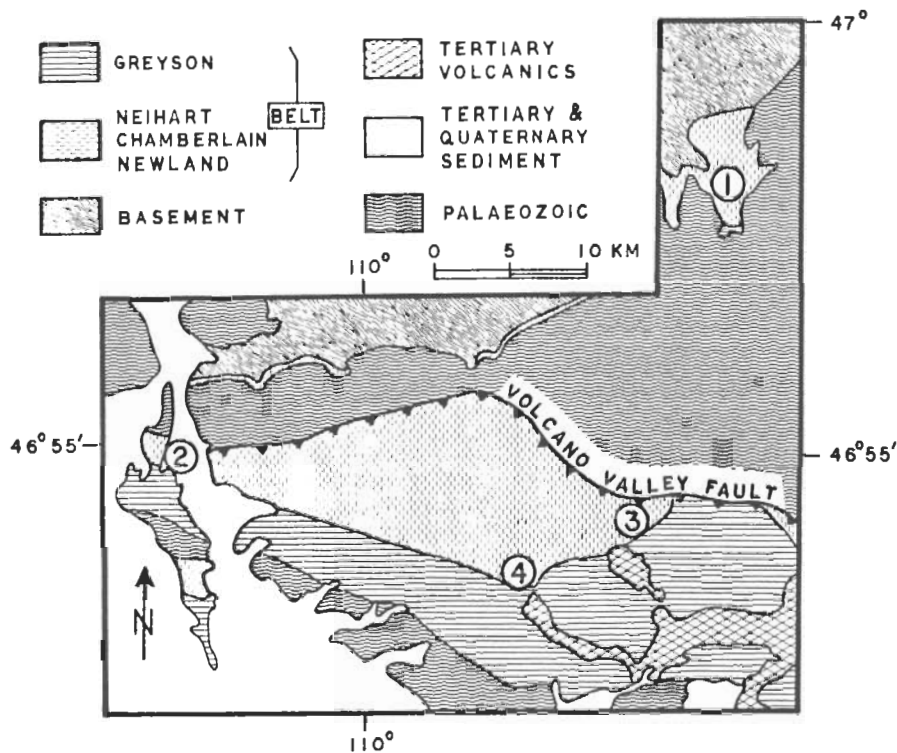 GREYSON
NEIHART
CHAMBERLAIN
NEWLAND
BASEMENT
BELT
TERTIARY
VOLCANICS
TERTIARY &
QUATERNARY
SEDIMENT
PALAEOZOIC
0 5 10 KM
47°
110°
1
46° 55'
46° 55'
VOLCANO VALLEY FAULT
2
3
4
N
110°